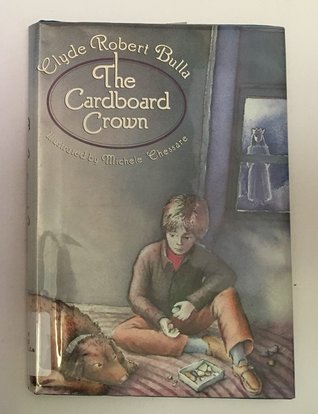 Clyde Robert Bulla
The
Cardboard
Crown
Illustrated by Michele Chessare